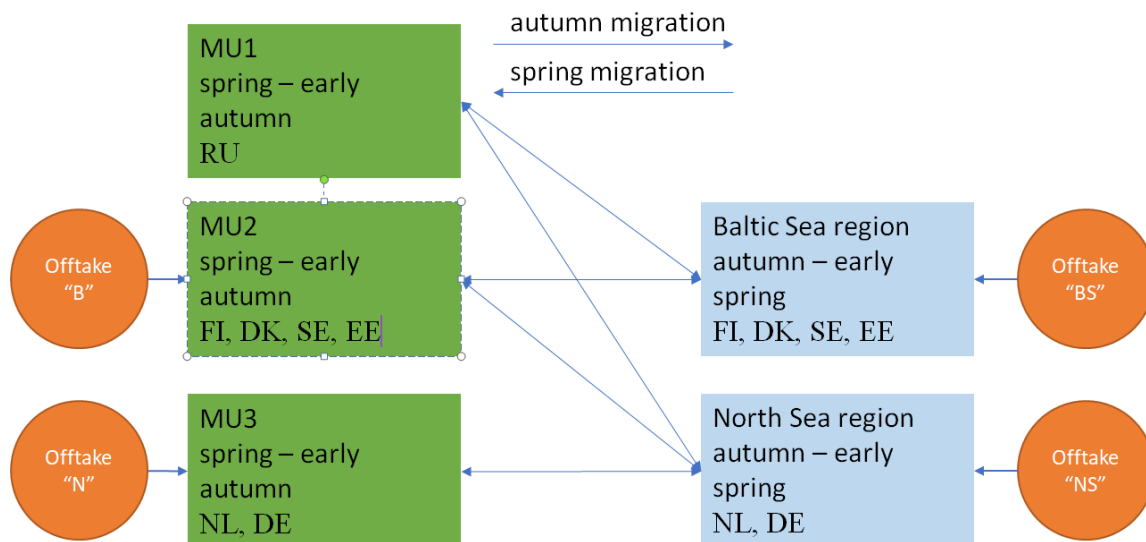 autumn migration
spring migration
MU1
spring – early
autumn
RU
Offtake
“B”
MU2
spring – early
autumn
FI, DK, SE, EE
Baltic Sea region
autumn – early
spring
FI, DK, SE, EE
Offtake
“BS”
Offtake
“N”
MU3
spring – early
autumn
NL, DE
North Sea region
autumn – early
spring
NL, DE
Offtake
“NS”